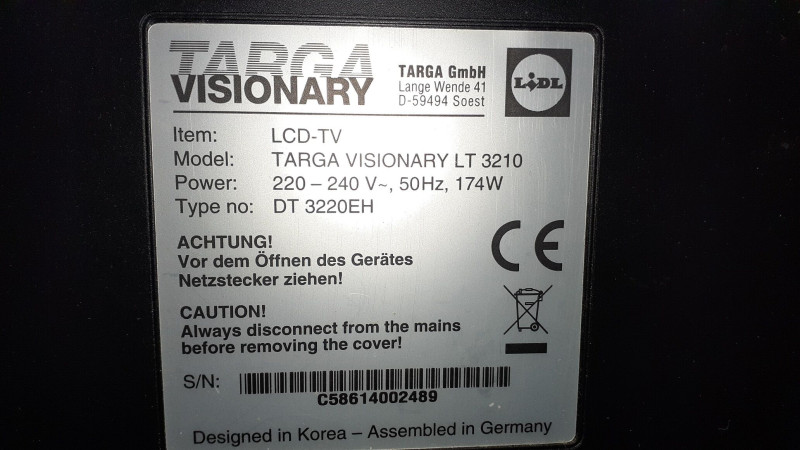 TARGA
VISIONARY
TARGA GmbH
Lange Wende 41
D-59494 Soest
LiDL
Item: LCD-TV
Model: TARGA VISIONARY LT 3210
Power: 220 – 240 V~, 50Hz, 174W
Type no: DT 3220EH
ACHTUNG!
Vor dem Öffnen des Gerätes
Netzstecker ziehen!
CE
CAUTION!
Always disconnect from the mains
before removing the cover!
S/N:
C58614002489
Designed in Korea – Assembled in Germany